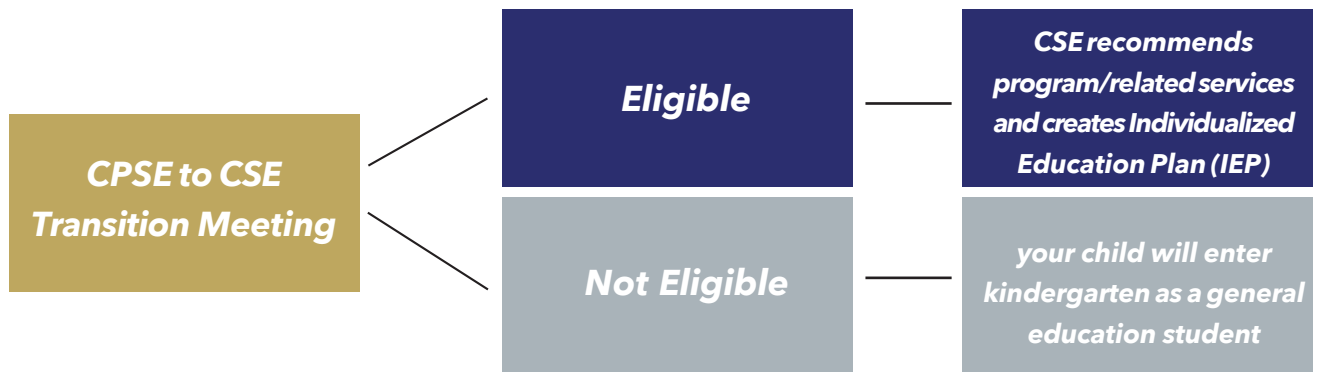 CPSE to CSE
Transition Meeting
Eligible
CSE recommends
program/related services
and creates Individualized
Education Plan (IEP)
Not Eligible
your child will enter
kindergarten as a general
education student